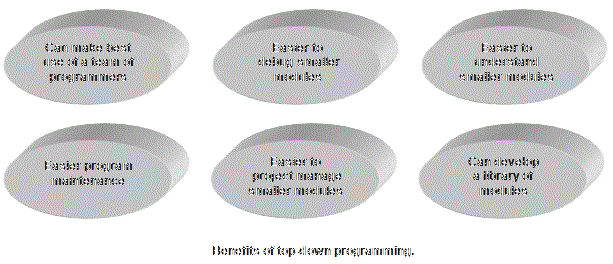 Can make best
use of a team of
programmers
Easier to
debug smaller
modules
Easier to
understand
smaller modules
Easier program
maintenance
Easier to
project manage
smaller modules
Can develop
a library of
modules
Benefits of top down programming.